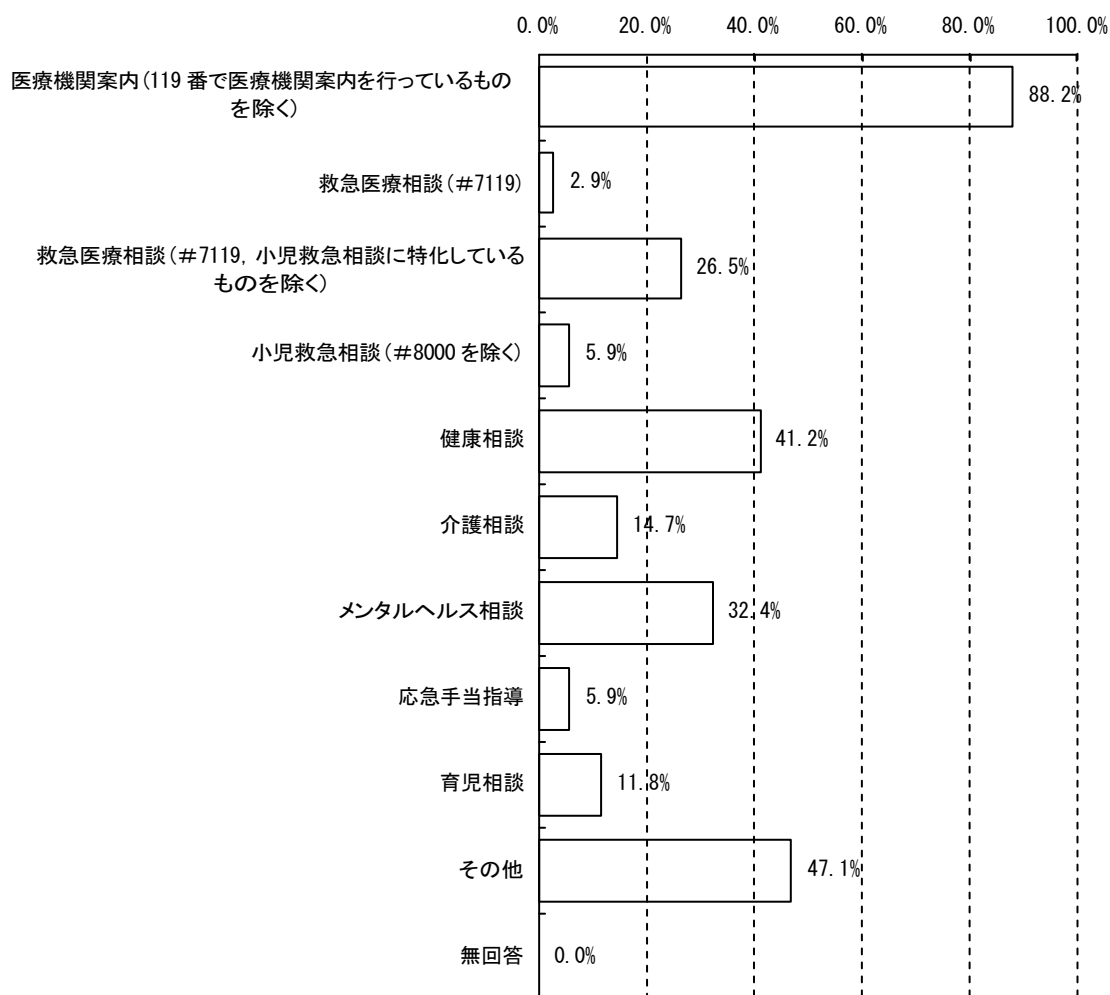 0.0% 20.0% 40.0% 60.0% 80.0% 100.0%
医療機関案内(119番で医療機関案内を行っているもの
を除く)
88.2%
救急医療相談(#7119)
2.9%
救急医療相談(#7119,小児救急相談に特化している
ものを除く)
26.5%
小児救急相談(#8000を除く)
5.9%
健康相談
41.2%
介護相談
14.7%
メンタルヘルス相談
32.4%
応急手当指導
5.9%
育児相談
11.8%
その他
47.1%
無回答
0.0%